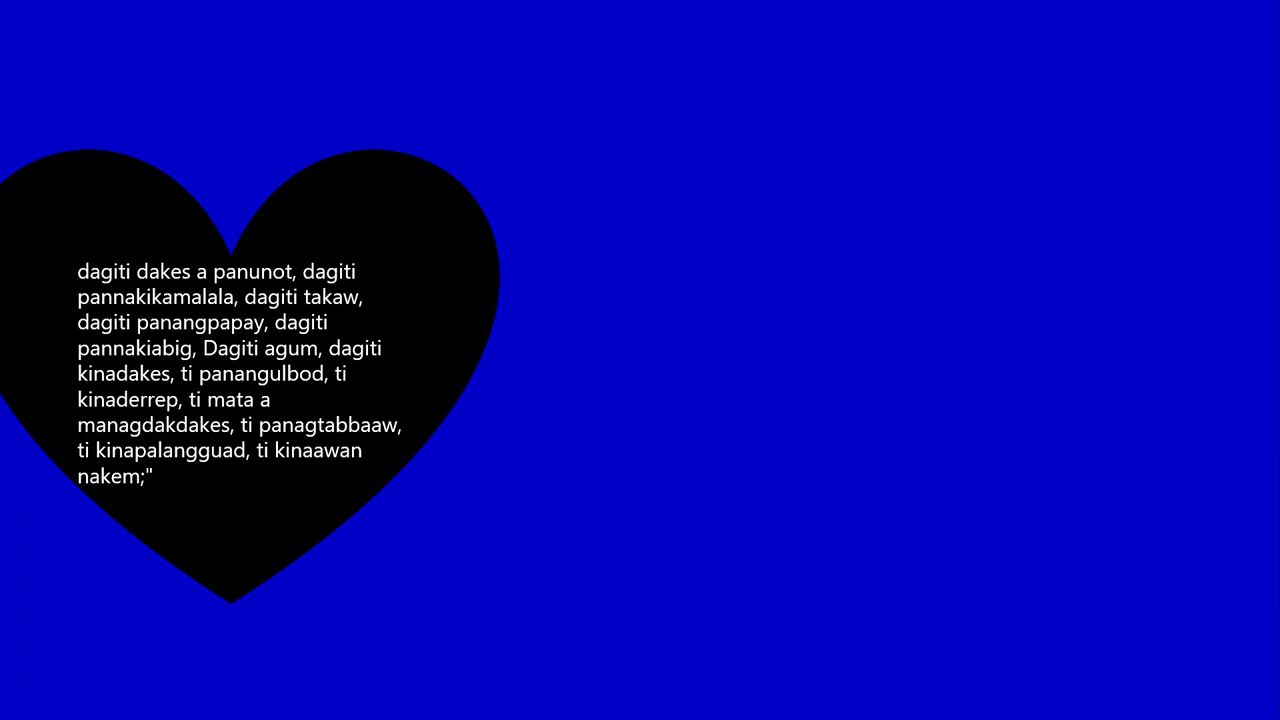 dagiti dakes a panunot, dagiti
pannakikamalala, dagiti takaw,
dagiti panangpapay, dagiti
pannakiabig, Dagiti agum, dagiti
kinadakes, ti panangulbod, ti
kinaderrep, ti mata a
managdakdakes, ti panagtabbaaw,
ti kinapalangguad, ti kinaawan
nakem;"